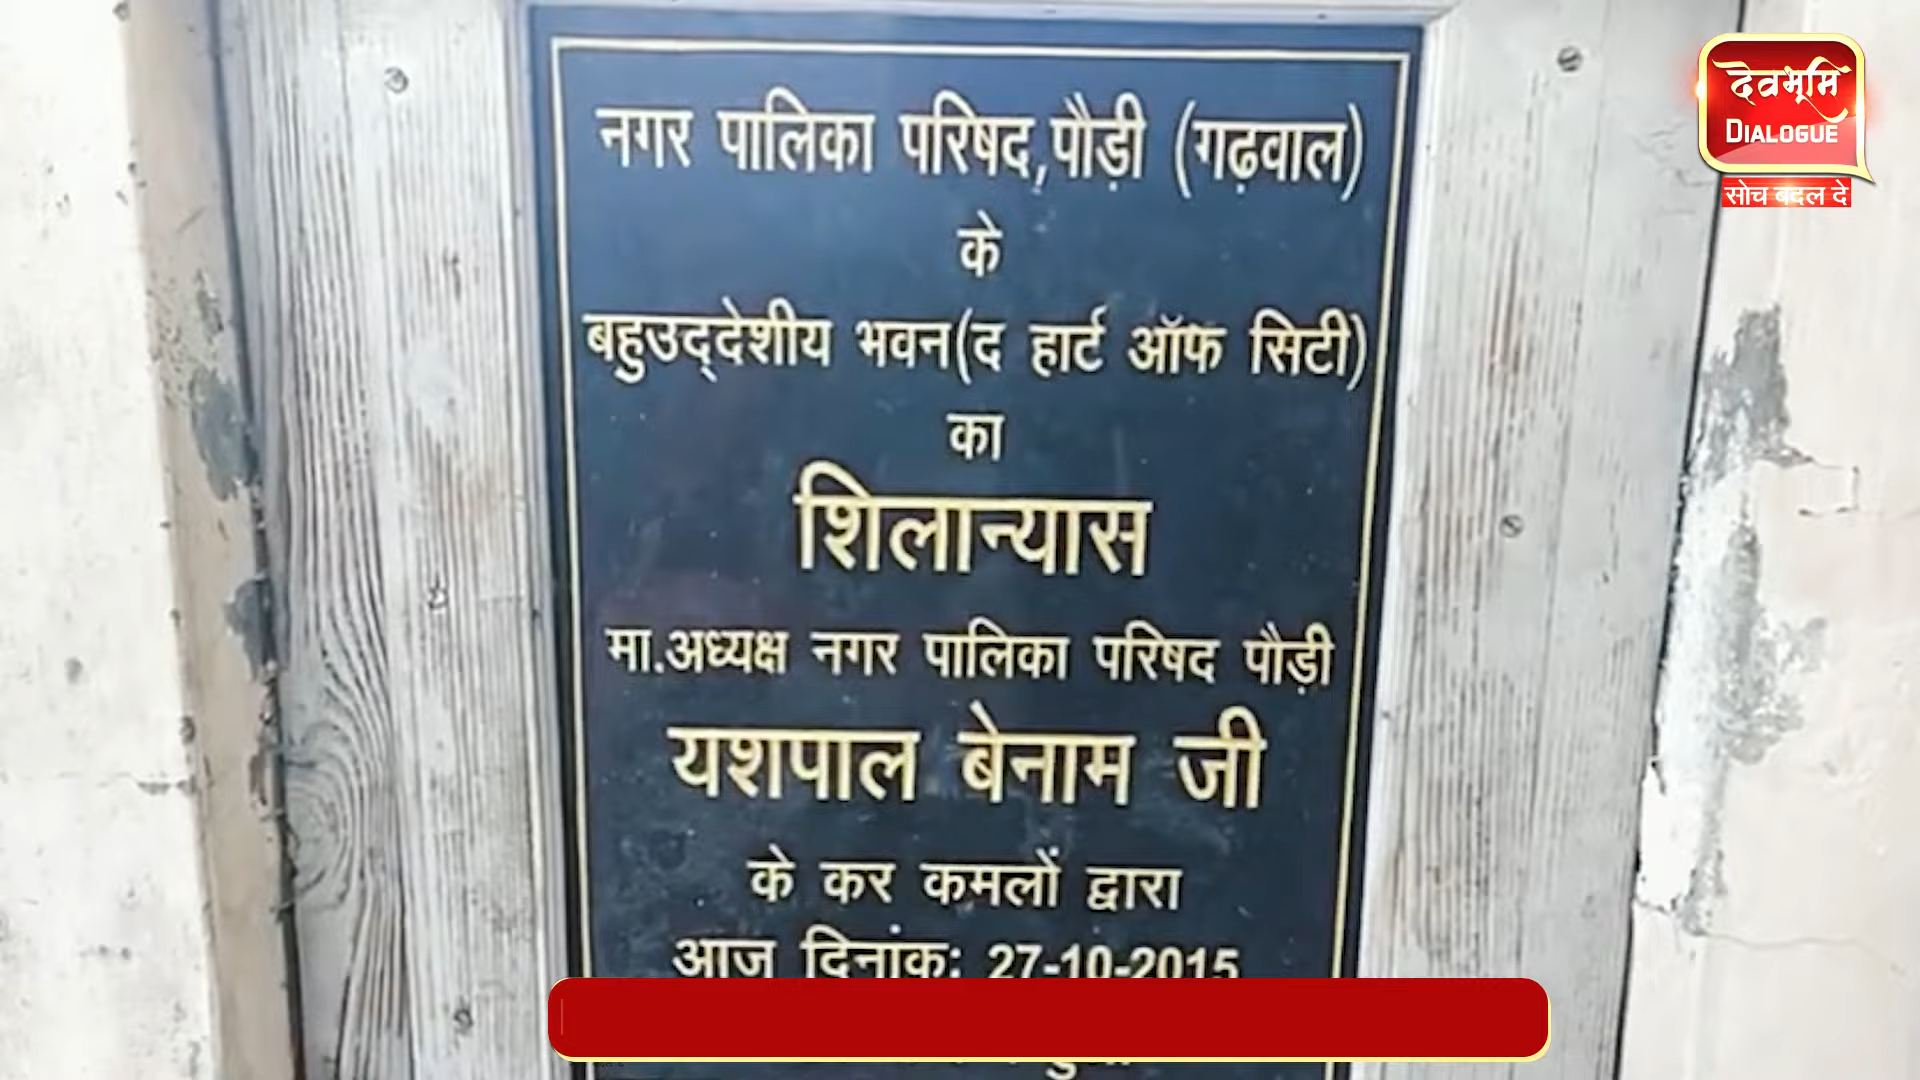 नगर पालिका परिषद,पौड़ी (गढ़वाल)
के
बहुउद्‌देशीय भवन(द हार्ट ऑफ सिटी)
का
शिलान्यास
मा.अध्यक्ष नगर पालिका परिषद पौड़ी
यशपाल बेनाम जी
के कर कमलों द्वारा
आज दिनांक: 27-10-2015
देवभूमि
DIALOGUE
सोच बदल दे